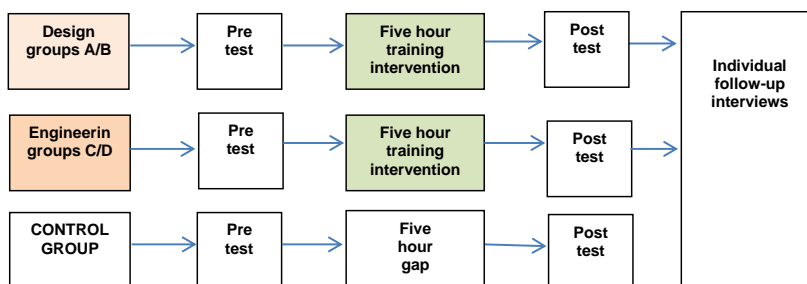 Design
groups A/B
Pre
test
Five hour
training
intervention
Post
test
Individual
follow-up
interviews
Engineerin
groups C/D
Pre
test
Five hour
training
intervention
Post
test
CONTROL
GROUP
Pre
test
Five
hour
gap
Post
test